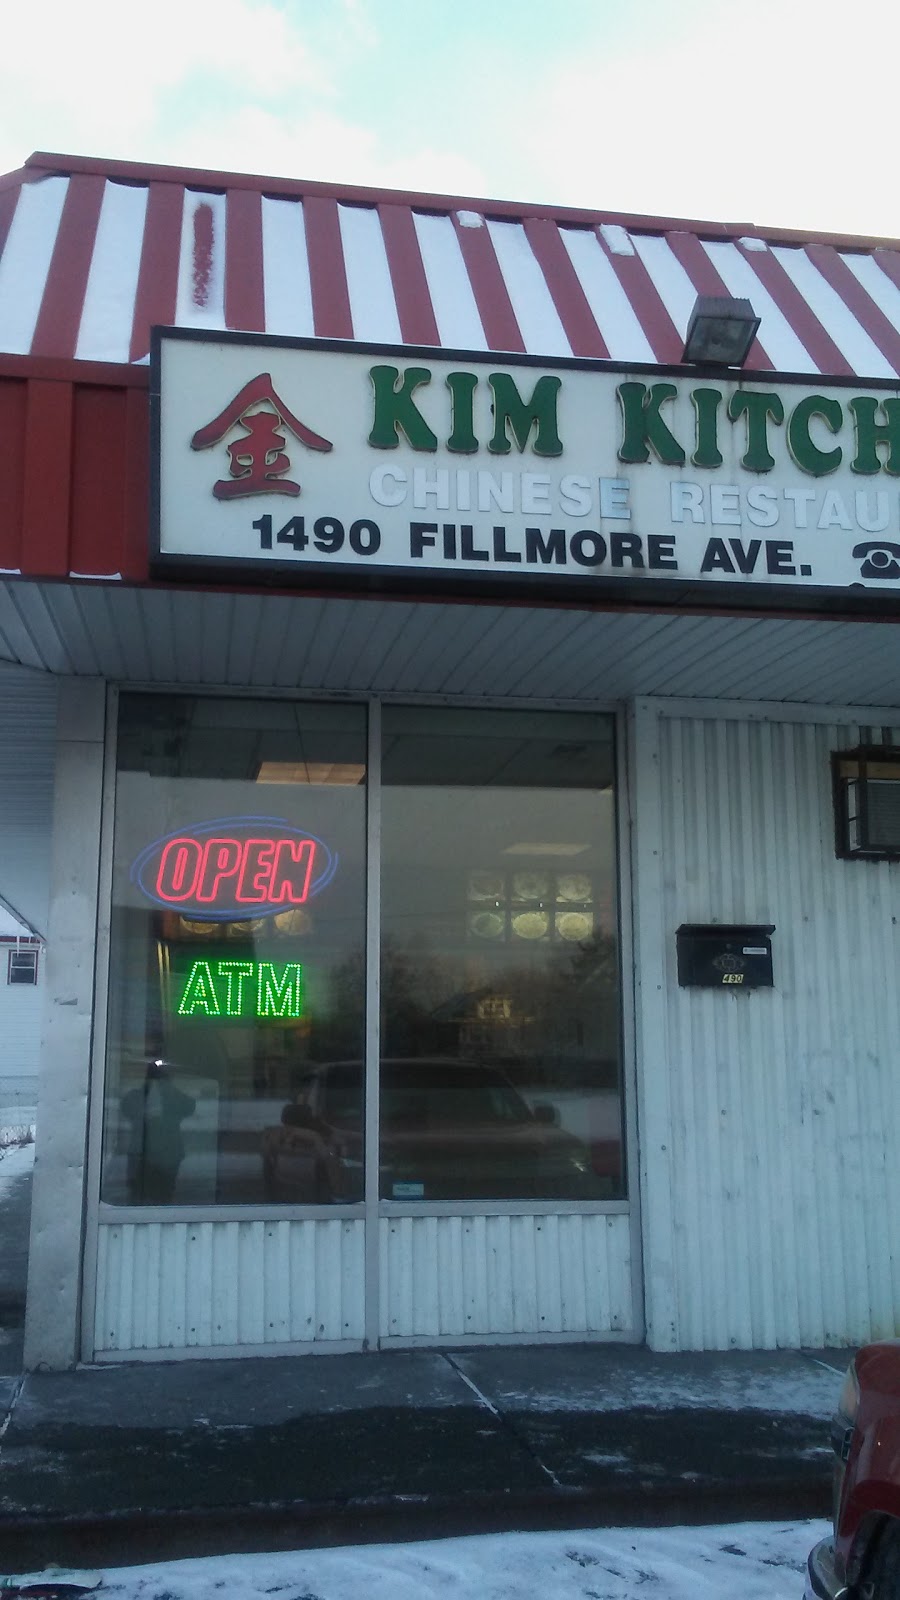 金
KIM KITCH
CHINESE RESTAU
1490 FILLMORE AVE.
OPEN
ATM
490